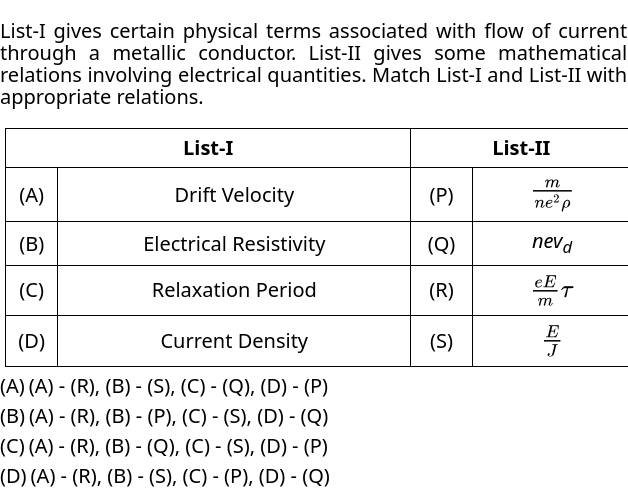 List-I gives certain physical terms associated with flow of current
through a metallic conductor. List-II gives some mathematical
relations involving electrical quantities. Match List-I and List-II with
appropriate relations.
List-I List-II
(A) Drift Velocity (P) \frac{m}{ne^2\rho}
(B) Electrical Resistivity (Q) nev_d
(C) Relaxation Period (R) \frac{eE}{m}\tau
(D) Current Density (S) \frac{E}{J}
(A) (A) - (R), (B) - (S), (C) - (Q), (D) - (P)
(B) (A) - (R), (B) - (P), (C) - (S), (D) - (Q)
(C) (A) - (R), (B) - (Q), (C) - (S), (D) - (P)
(D) (A) - (R), (B) - (S), (C) - (P), (D) - (Q)